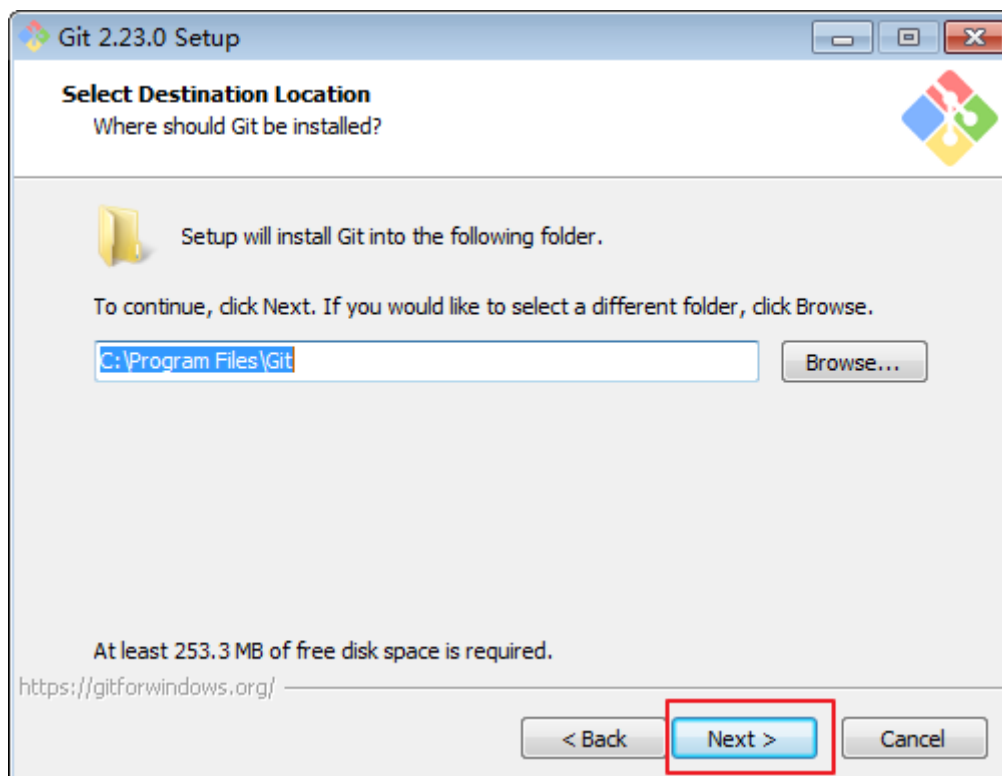 Git 2.23.0 Setup
Select Destination Location
Where should Git be installed?
Setup will install Git into the following folder.
To continue, click Next. If you would like to select a different folder, click Browse.
C:\Program Files\Git
Browse...
At least 253.3 MB of free disk space is required.
https://gitforwindows.org/
< Back
Next >
Cancel